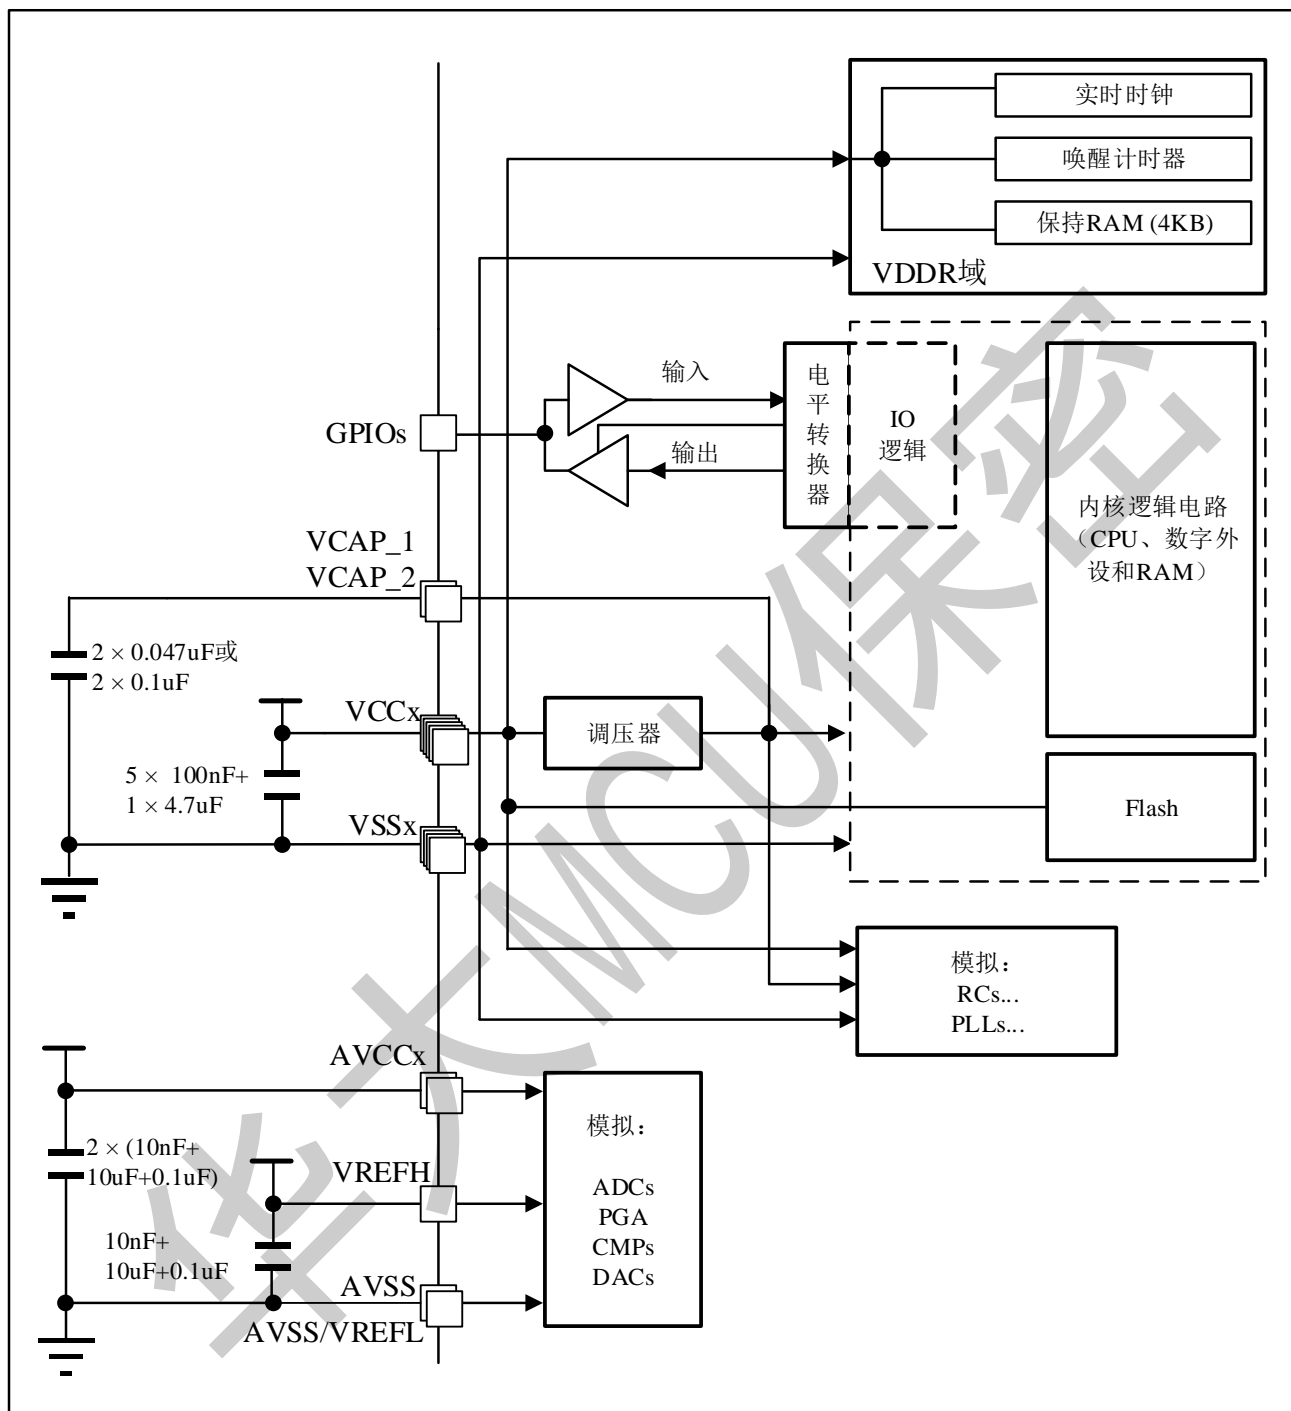 实时时钟
唤醒计时器
保持RAM (4KB)
VDDR域
输入
输出
电平转换器
IO
逻辑
GPIOs
内核逻辑电路
(CPU、数字外
设和RAM)
VCAP_1
VCAP_2
2 × 0.047uF或
2 × 0.1uF
VCCx
调压器
5 × 100nF+
1 × 4.7uF
VSSx
Flash
模拟：
RCs...
PLLs...
AVCCx
2 × (10nF+
10uF+0.1uF)
VREFH
10nF+
10uF+0.1uF
AVSS
AVSS/VREFL
模拟：
ADCs
PGA
CMPs
DACs
华大MCU保密